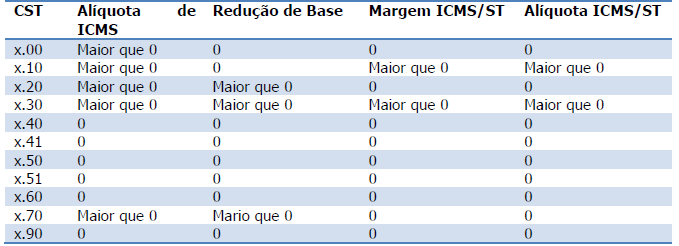 CST Alíquota de ICMS Redução de Base Margem ICMS/ST Alíquota ICMS/ST
x.00 Maior que 0 0 0 0
x.10 Maior que 0 0 Maior que 0 Maior que 0
x.20 Maior que 0 Maior que 0 0 0
x.30 Maior que 0 Maior que 0 Maior que 0 Maior que 0
x.40 0 0 0 0
x.41 0 0 0 0
x.50 0 0 0 0
x.51 0 0 0 0
x.60 0 0 0 0
x.70 Maior que 0 Mario que 0 0 0
x.90 0 0 0 0